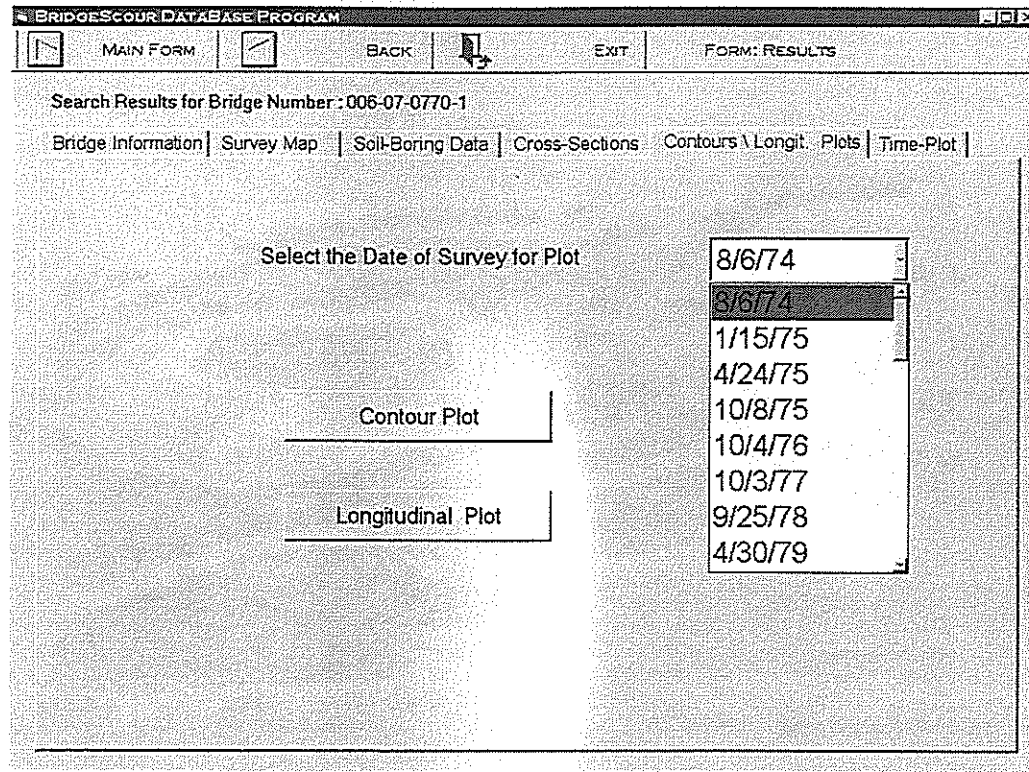 BRIDGESCOUR DATABASE PROGRAM
MAIN FORM BACK EXIT FORM: RESULTS
Search Results for Bridge Number : 006-07-0770-1
Bridge Information Survey Map Soil-Boring Data Cross-Sections Contours \ Longit. Plots Time-Plot
Select the Date of Survey for Plot 8/6/74
8/6/74
1/15/75
4/24/75
Contour Plot 10/8/75
10/4/76
10/3/77
Longitudinal Plot 9/25/78
4/30/79